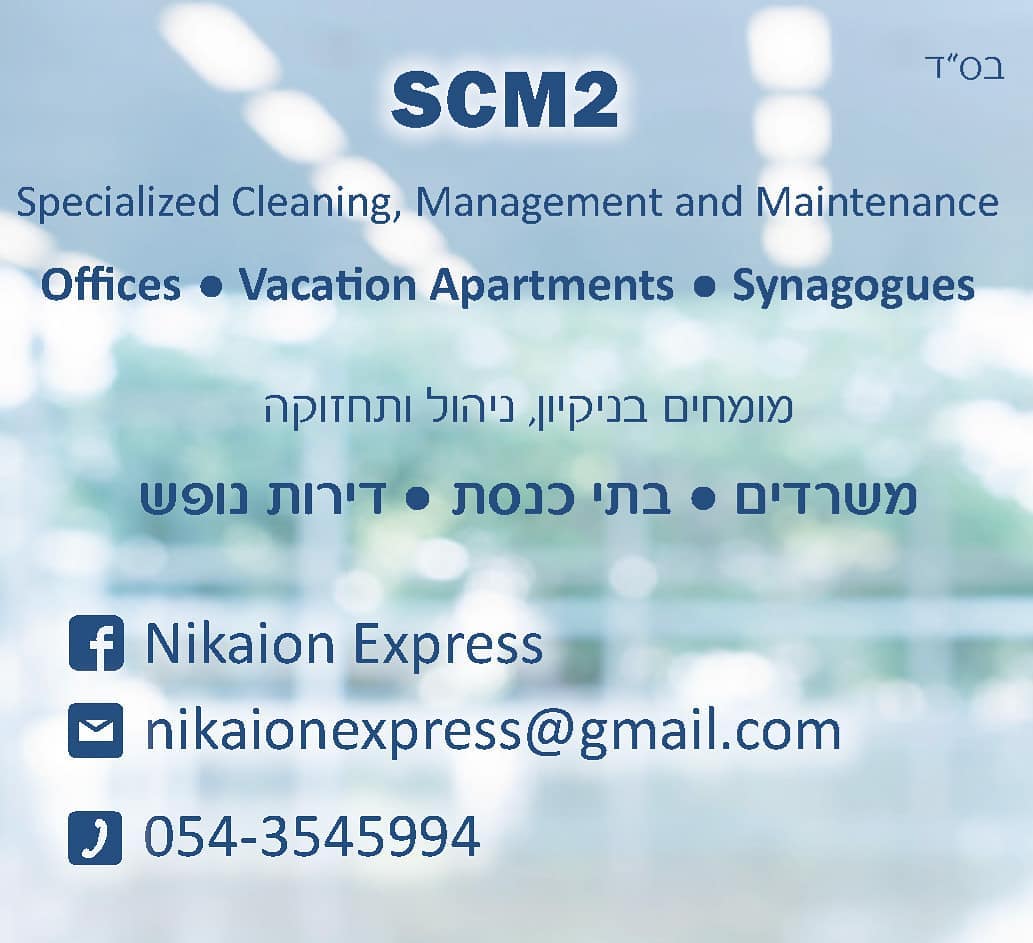 בס״ד
SCM2
Specialized Cleaning, Management and Maintenance
Offices ● Vacation Apartments ● Synagogues
מומחים בניקיון, ניהול ותחזוקה
משרדים ● בתי כנסת ● דירות נופש
Nikaion Express
nikaionexpress@gmail.com
054-3545994